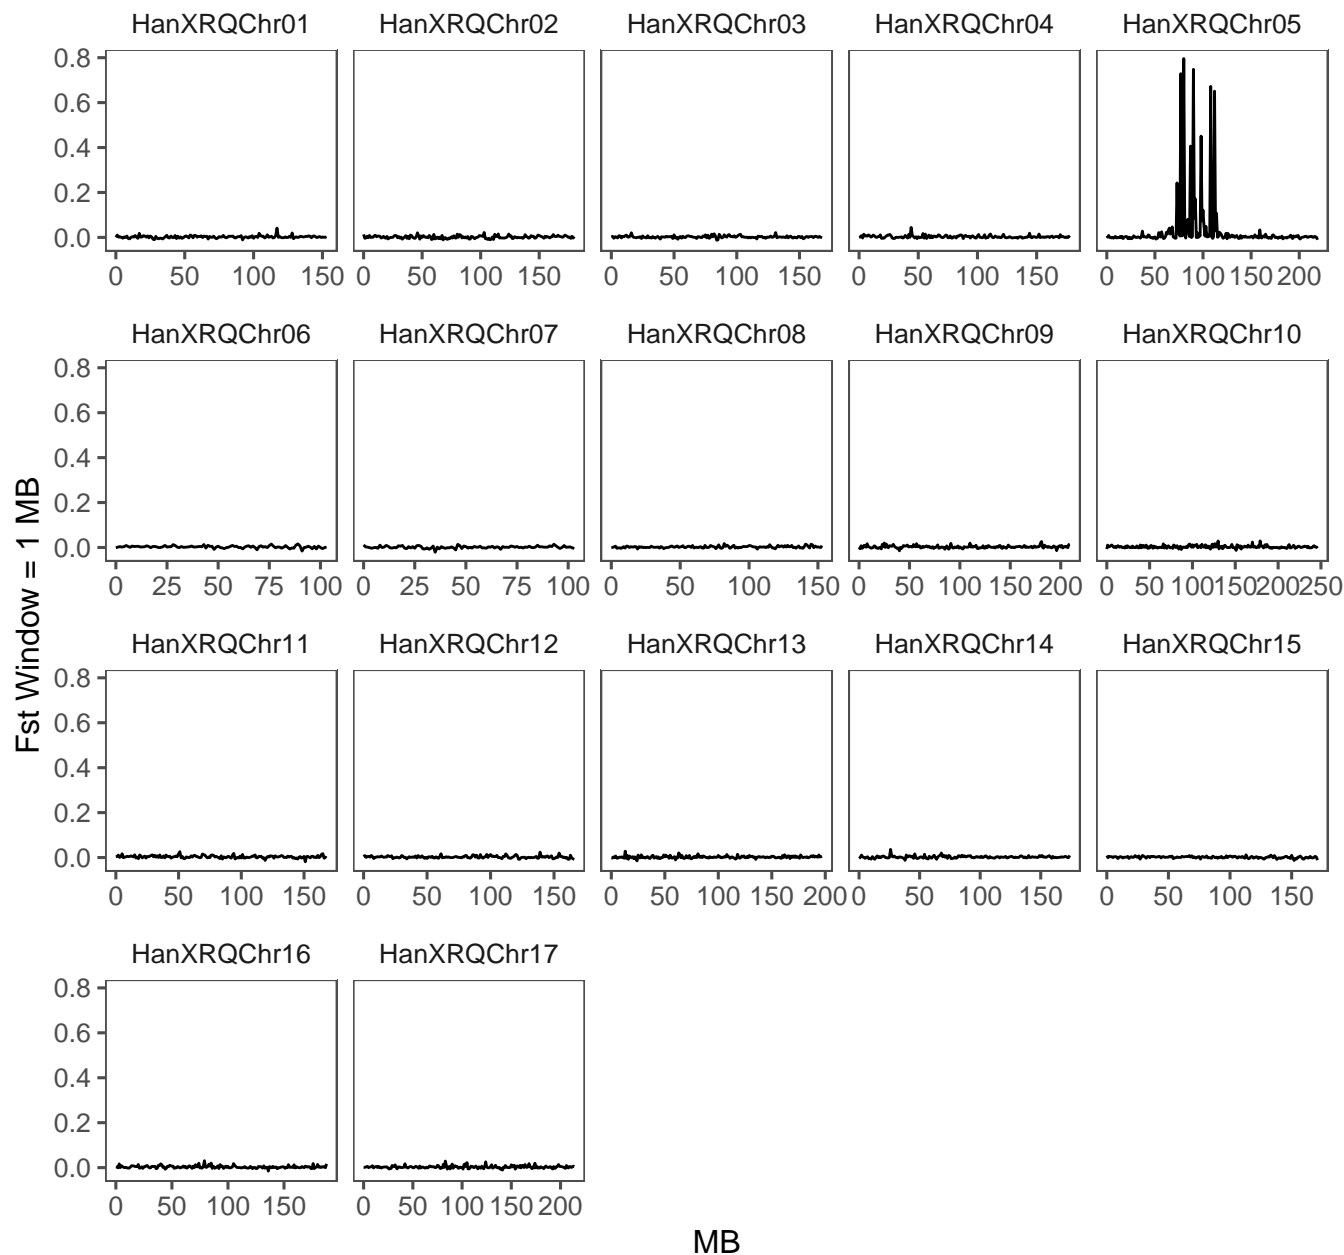 HanXRQChr01 HanXRQChr02 HanXRQChr03 HanXRQChr04 HanXRQChr05
0.8
0.6
0.4
0.2
0.0
0 50 100 150 0 50 100 150 0 50 100 150 0 50 100 150 0 50 100 150 200
HanXRQChr06 HanXRQChr07 HanXRQChr08 HanXRQChr09 HanXRQChr10
0.8
0.6
0.4
0.2
0.0
0 25 50 75 100 0 25 50 75 100 0 50 100 150 0 50 100 150 200 0 50 100 150 200 250
HanXRQChr11 HanXRQChr12 HanXRQChr13 HanXRQChr14 HanXRQChr15
0.8
0.6
0.4
0.2
0.0
0 50 100 150 0 50 100 150 0 50 100 150 200 0 50 100 150 0 50 100 150
HanXRQChr16 HanXRQChr17
0.8
0.6
0.4
0.2
0.0
0 50 100 150 0 50 100 150 200
Fst Window = 1 MB
MB